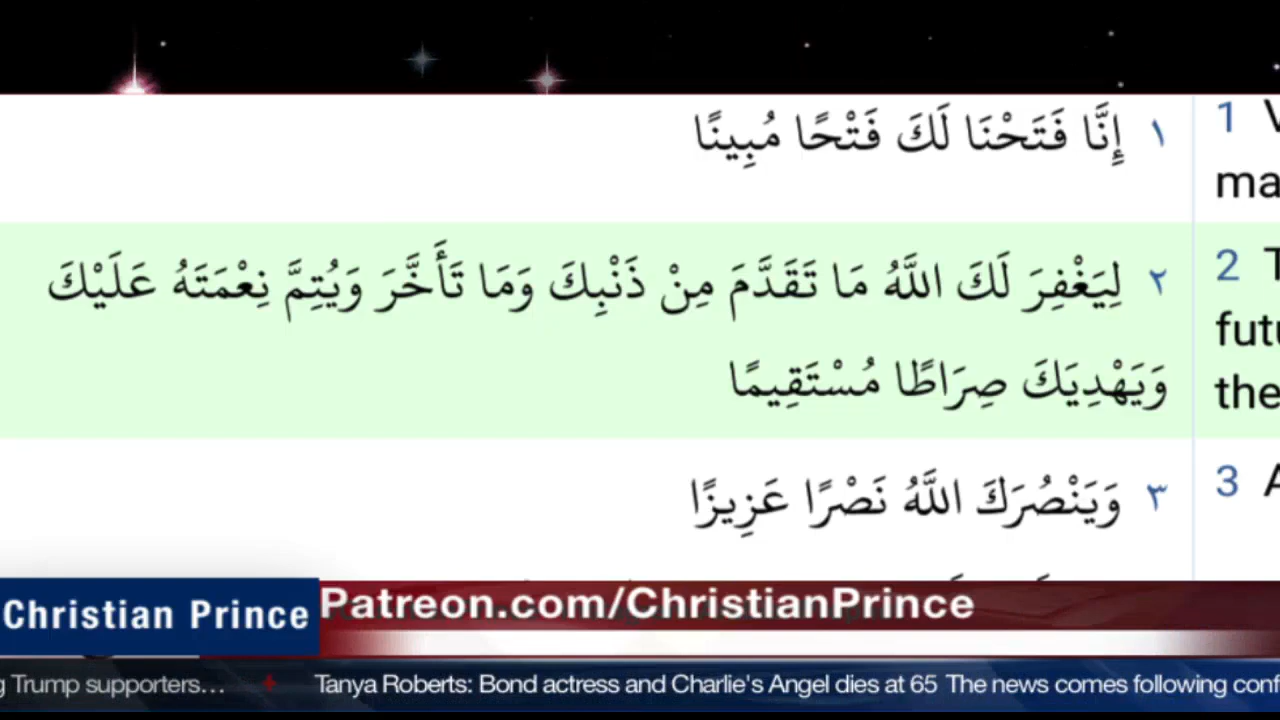 ١ إِنَّا فَتَحْنَا لَكَ فَتْحًا مُبِينًا
1
ma
٢ لِيَغْفِرَ لَكَ اللَّهُ مَا تَقَدَّمَ مِنْ ذَنْبِكَ وَمَا تَأَخَّرَ وَيُتِمَّ نِعْمَتَهُ عَلَيْكَ
وَيَهْدِيَكَ صِرَاطًا مُسْتَقِيمًا
2 T
futu
the
٣ وَيَنْصُرَكَ اللَّهُ نَصْرًا عَزِيزًا
3 A
Christian Prince
Patreon.com/ChristianPrince
g Trump supporters... Tanya Roberts: Bond actress and Charlie's Angel dies at 65 The news comes following conf